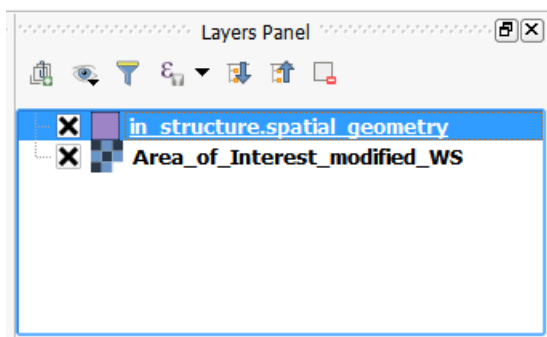 Layers Panel
in_structure.spatial_geometry
Area_of_Interest_modified_WS